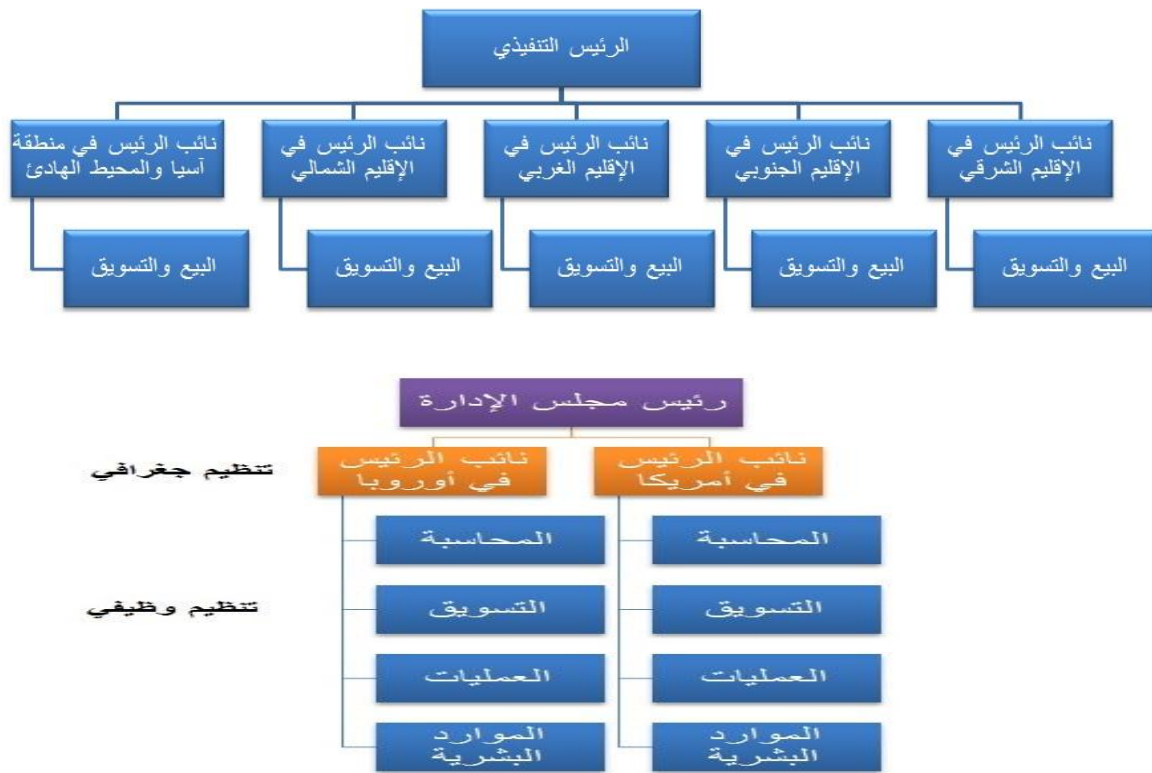 الرئيس التنفيذي
نائب الرئيس في
الإقليم الشرقي
نائب الرئيس في
الإقليم الجنوبي
نائب الرئيس في
الإقليم الغربي
نائب الرئيس في
الإقليم الشمالي
نائب الرئيس في منطقة
آسيا والمحيط الهادئ
البيع والتسويق
البيع والتسويق
البيع والتسويق
البيع والتسويق
البيع والتسويق
رئيس مجلس الإدارة
نائب الرئيس
في أمريكا
نائب الرئيس
في أوروبا
تنظيم جغرافي
المحاسبة
المحاسبة
التسويق
التسويق
تنظيم وظيفي
العمليات
العمليات
الموارد
البشرية
الموارد
البشرية